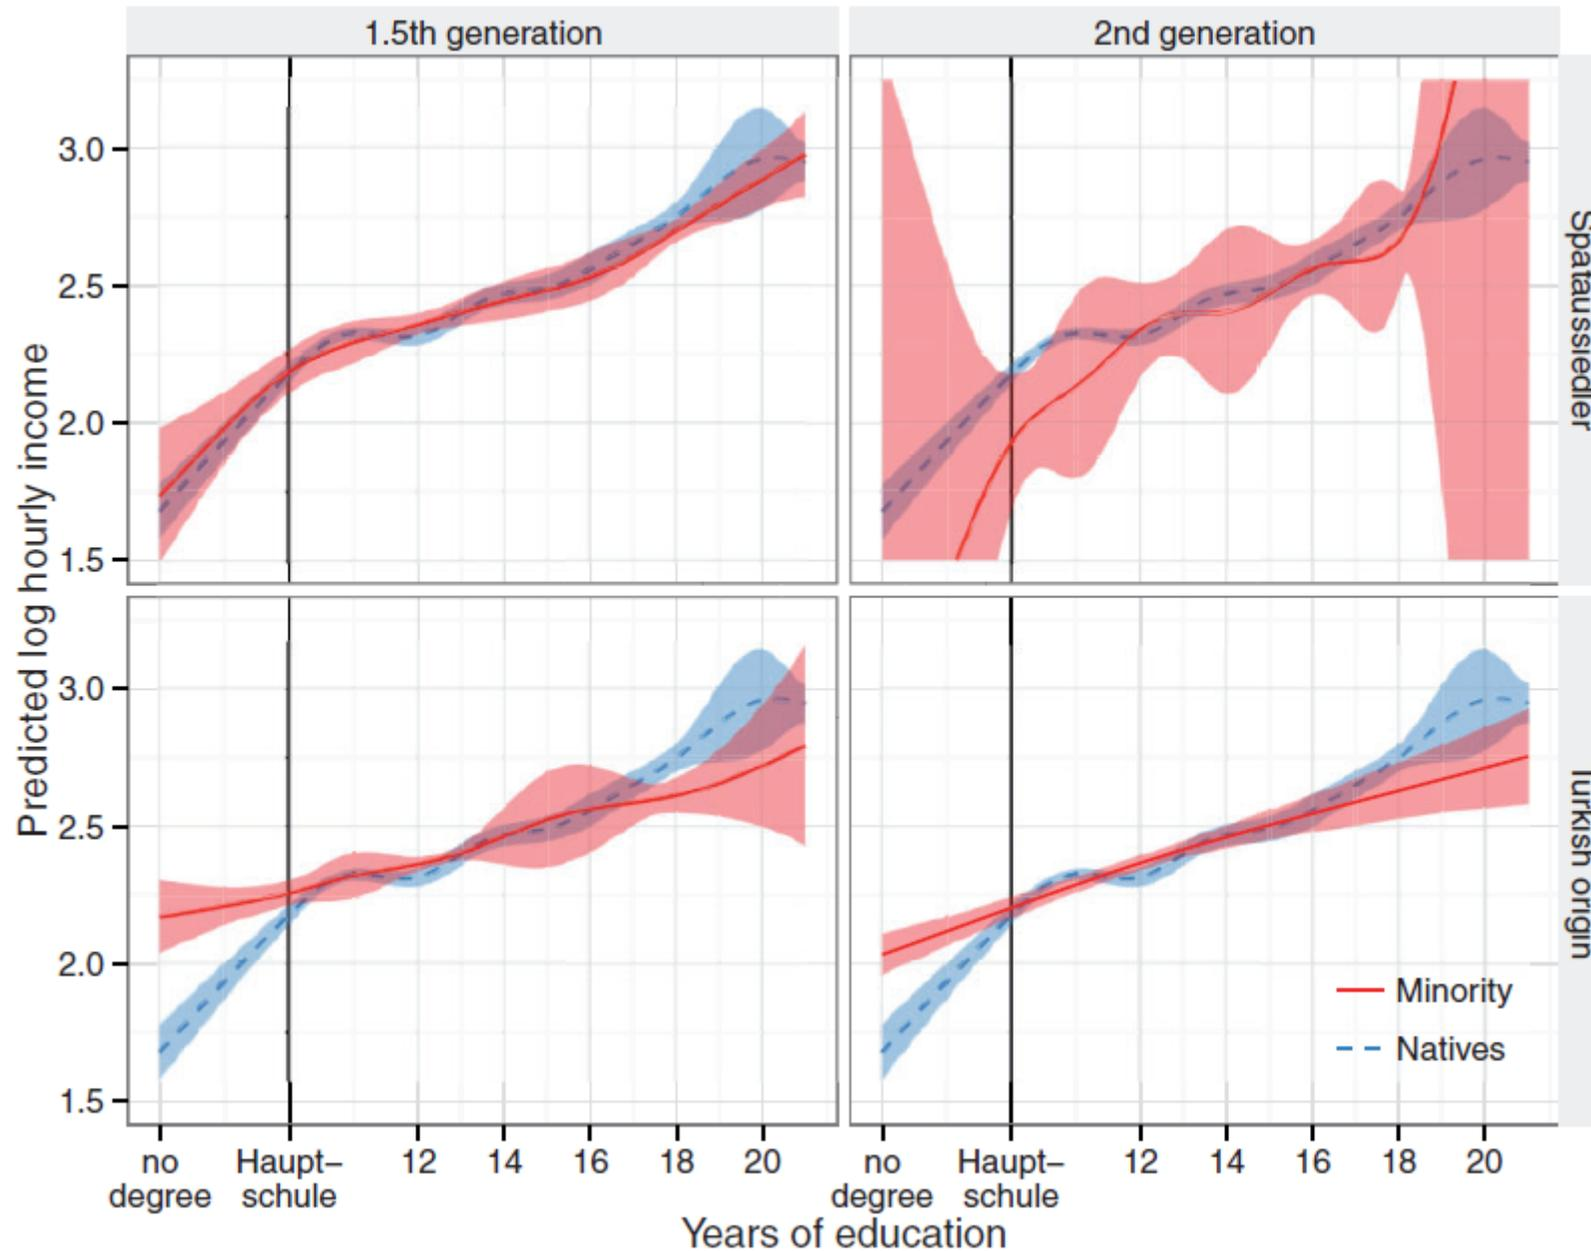 1.5th generation
2nd generation
3.0
2.5
2.0
1.5
Spätaussiedler
3.0
2.5
2.0
1.5
Turkish origin
Predicted log hourly income
Minority
Natives
no degree
Haupt– schule
12
14
16
18
20
no degree
Haupt– schule
12
14
16
18
20
Years of education